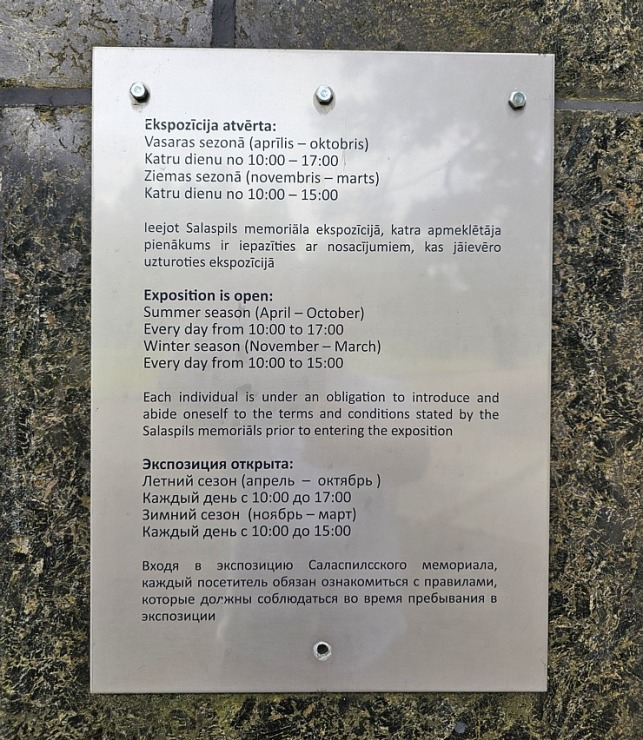 Ekspozīcija atvērta:
Vasaras sezonā (aprīlis – oktobris)
Katru dienu no 10:00 – 17:00
Ziemas sezonā (novembris – marts)
Katru dienu no 10:00 – 15:00
Ieejot Salaspils memoriāla ekspozīcijā, katra apmeklētāja
pienākums ir iepazīties ar nosacījumiem, kas jāievēro
uzturoties ekspozīcijā
Exposition is open:
Summer season (April – October)
Every day from 10:00 to 17:00
Winter season (November – March)
Every day from 10:00 to 15:00
Each individual is under an obligation to introduce and
abide oneself to the terms and conditions stated by the
Salaspils memoriāls prior to entering the exposition
Экспозиция открыта:
Летний сезон (апрель – октябрь )
Каждый день с 10:00 до 17:00
Зимний сезон (ноябрь – март)
Каждый день с 10:00 до 15:00
Входя в экспозицию Саласпилсского мемориала,
каждый посетитель обязан ознакомиться с правилами,
которые должны соблюдаться во время пребывания в
экспозиции